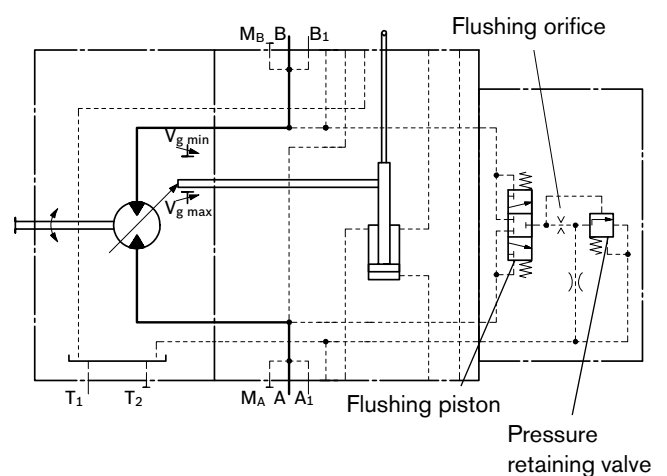 Flushing orifice
M_B B B_1
V_g min
V_g max
T_1 T_2
M_A A A_1
Flushing piston
Pressure
retaining valve